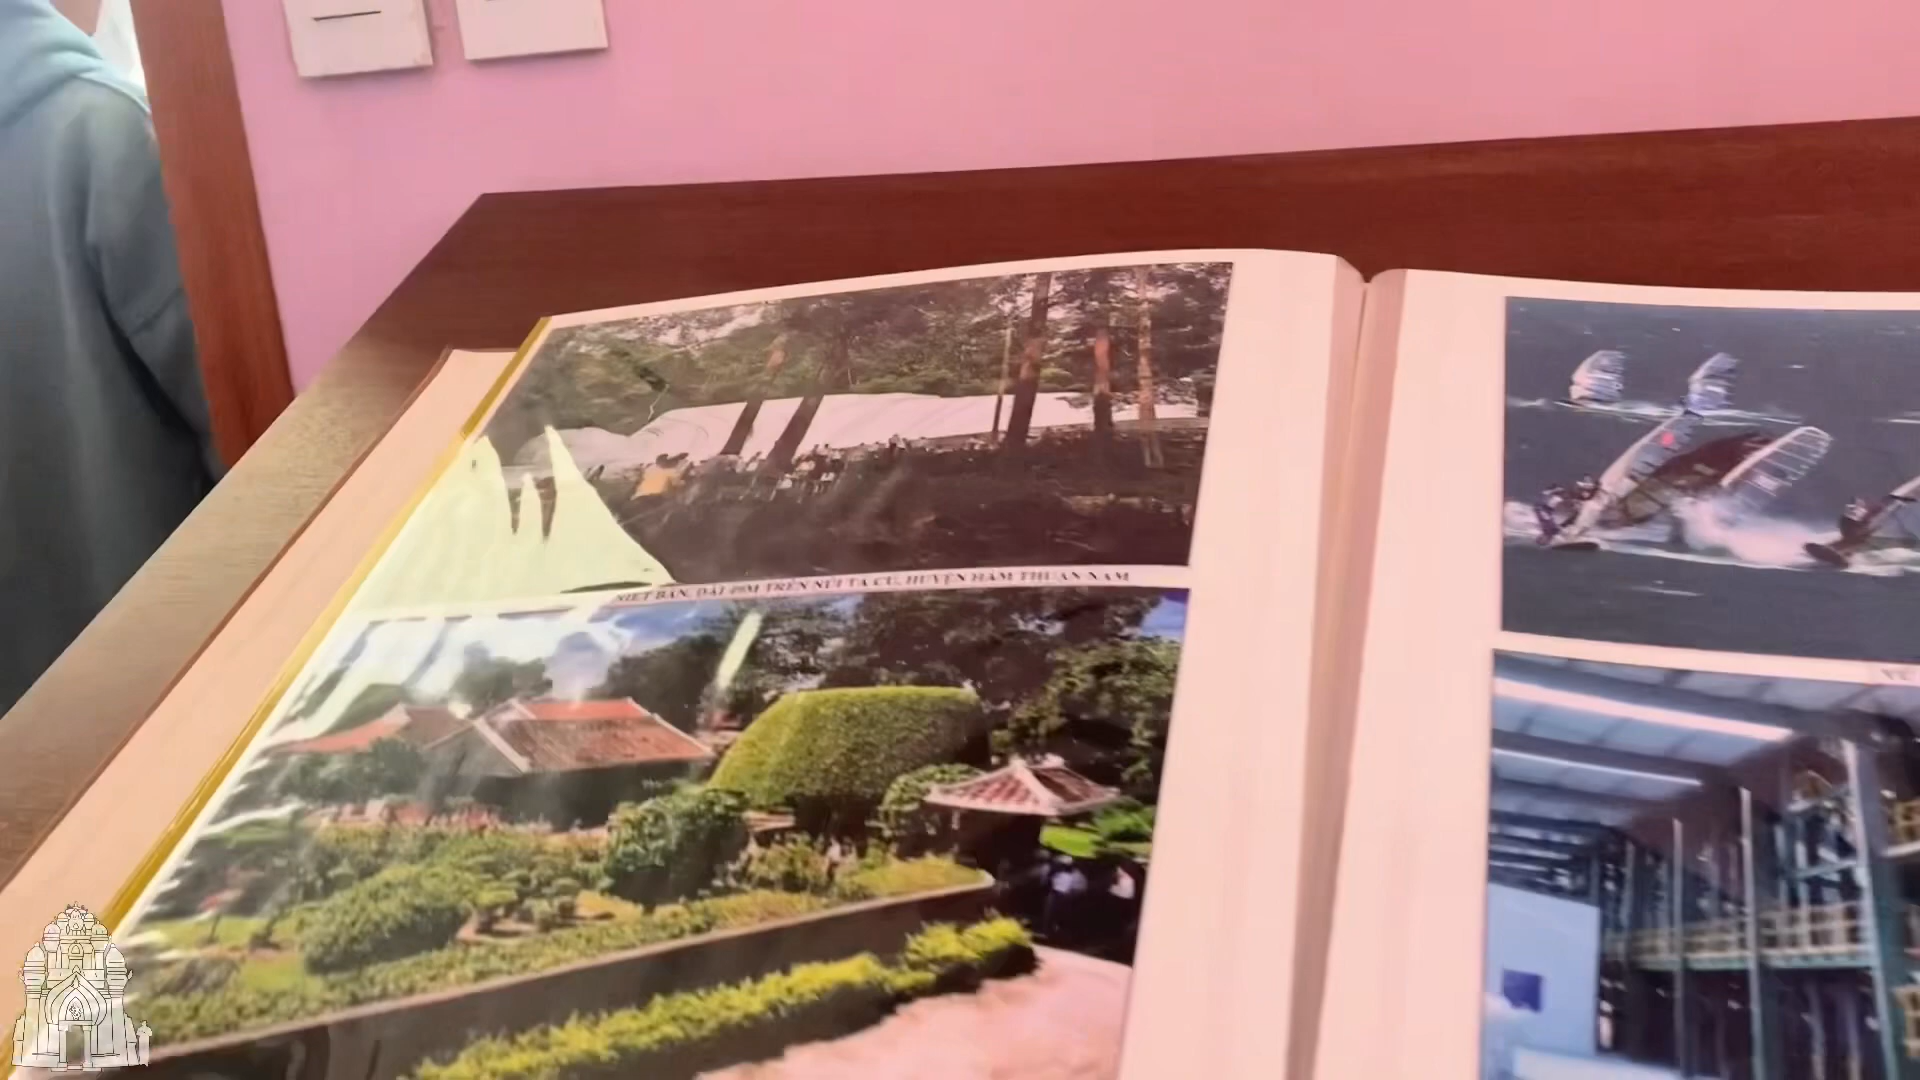 NIẾT BÀN, DÀI 49M TRÊN NÚI TÀ CÚ, HUYỆN HÀM THUẬN NAM